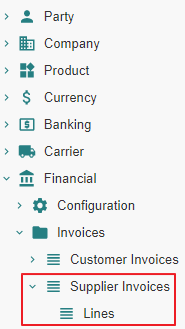 Party
Company
Product
Currency
Banking
Carrier
Financial
Configuration
Invoices
Customer Invoices
Supplier Invoices
Lines